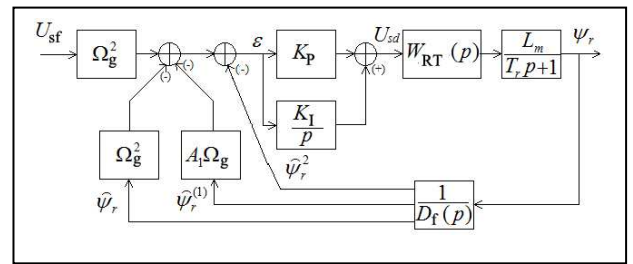 U_sf
Ω_g^2
(-)
(-)
(-)
ε
K_P
K_I/p
(+)
U_sd
W_RT (p)
L_m/(T_r p+1)
ψ_r
Ω_g^2
A_1Ω_g
ψ̂_r^2
ψ̂_r
ψ̂_r^(1)
1/D_f(p)